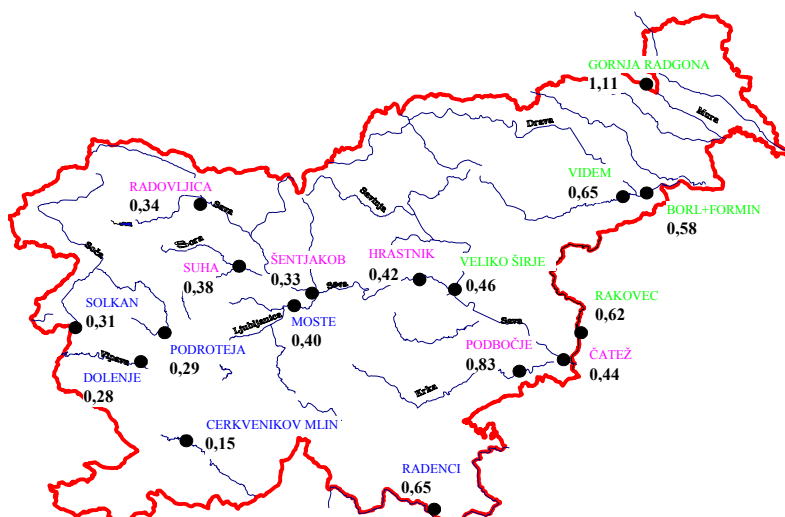 GORNJA RADGONA
1,11
Mura
Drava
VIDEM
0,65
BORL+FORMIN
0,58
RADOVLJICA
0,34
Sava
Savinja
Sora
Soča
SUHA
0,38
ŠENTJAKOB
0,33
Sava
HRASTNIK
0,42
VELIKO ŠIRJE
0,46
SOLKAN
0,31
Ljubljanica
MOSTE
0,40
Sava
RAKOVEC
0,62
PODROTEJA
0,29
Vipava
DOLENJE
0,28
PODBOČJE
0,83
ČATEŽ
0,44
Krka
CERKVENIKOV MLIN
0,15
RADENCI
0,65